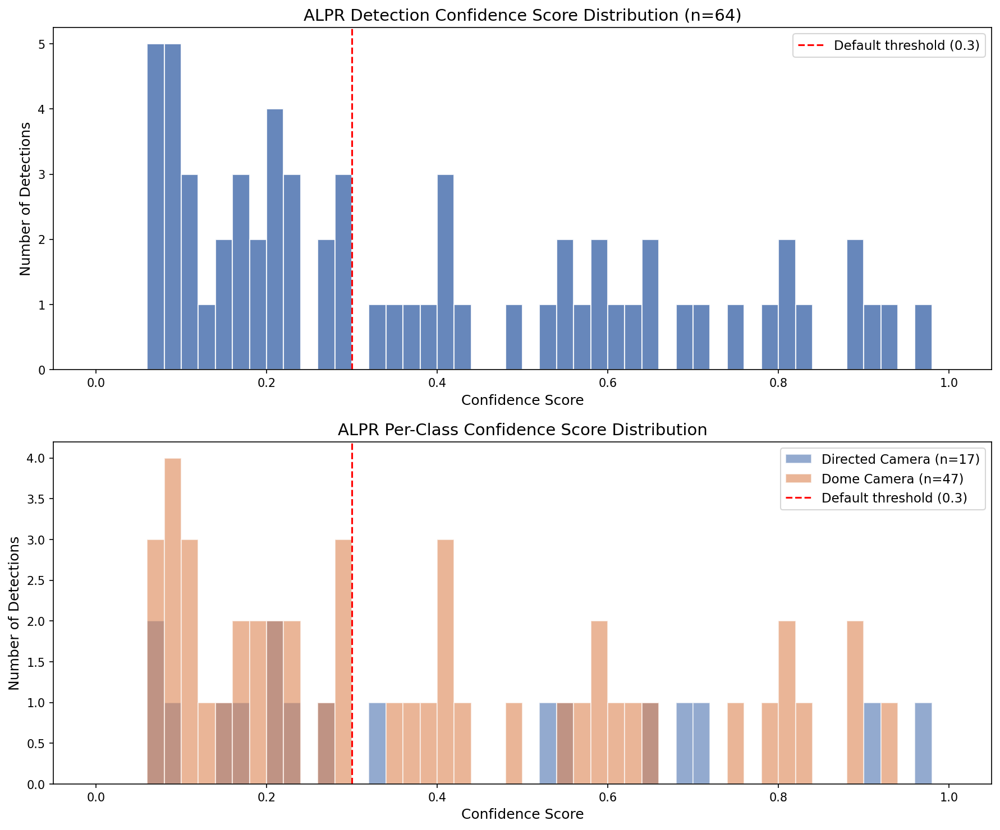 ALPR Detection Confidence Score Distribution (n=64)
Default threshold (0.3)
Number of Detections
5
4
3
2
1
0
0.0 0.2 0.4 0.6 0.8 1.0
Confidence Score
ALPR Per-Class Confidence Score Distribution
Directed Camera (n=17)
Dome Camera (n=47)
Default threshold (0.3)
Number of Detections
4.0
3.5
3.0
2.5
2.0
1.5
1.0
0.5
0.0
0.0 0.2 0.4 0.6 0.8 1.0
Confidence Score